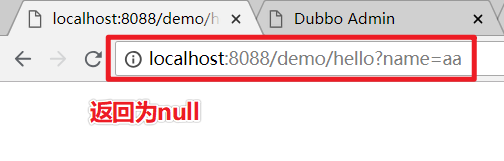 localhost:8088/demo/h
Dubbo Admin
localhost:8088/demo/hello?name=aa
返回为null